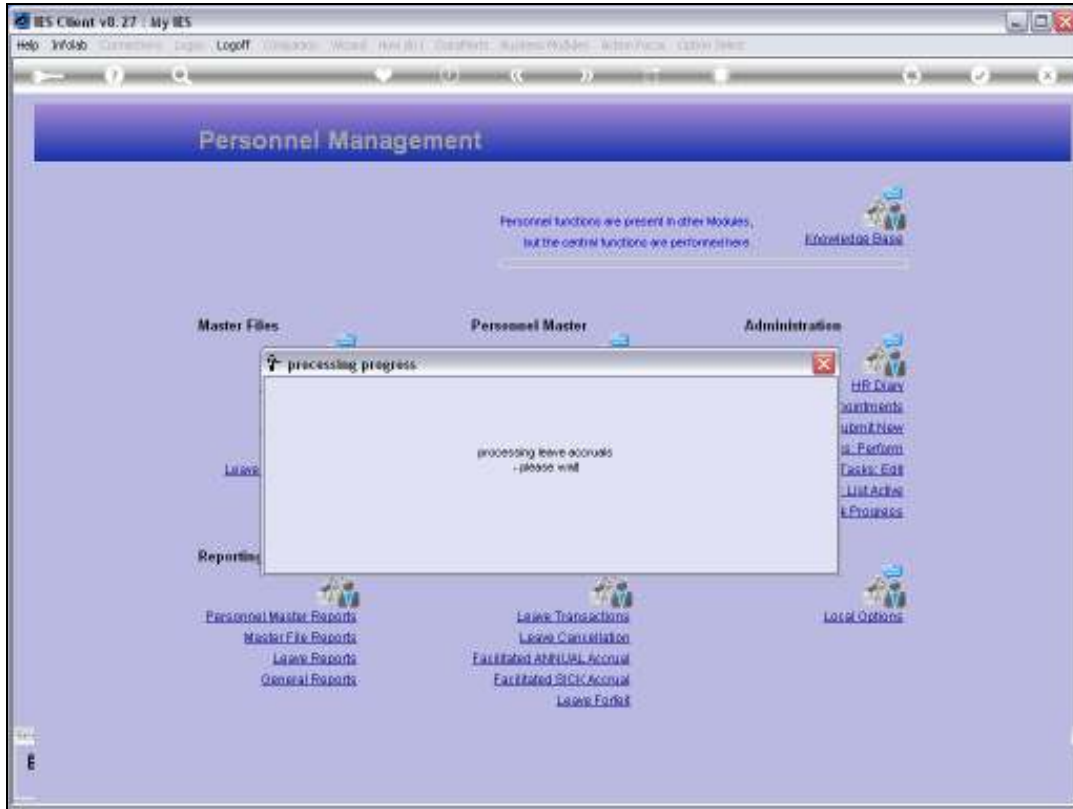 IES Client v8.27 : My IES
Help Infolab Logoff
Personnel Management
Personnel functions are present in other Modules,
but the central functions are performed here
Knowledge Base
Master Files Personnel Master Administration
processing progress
HR Diary
processing leave accruals
- please wait
Perform
Leave
Tasks: Edit
List Active
Progress
Reporting
Personnel Master Reports Leave Transactions Local Options
Master File Reports Leave Cancellation
Leave Reports Facilitated ANNUAL Accrual
General Reports Facilitated SICK Accrual
Leave Forfeit